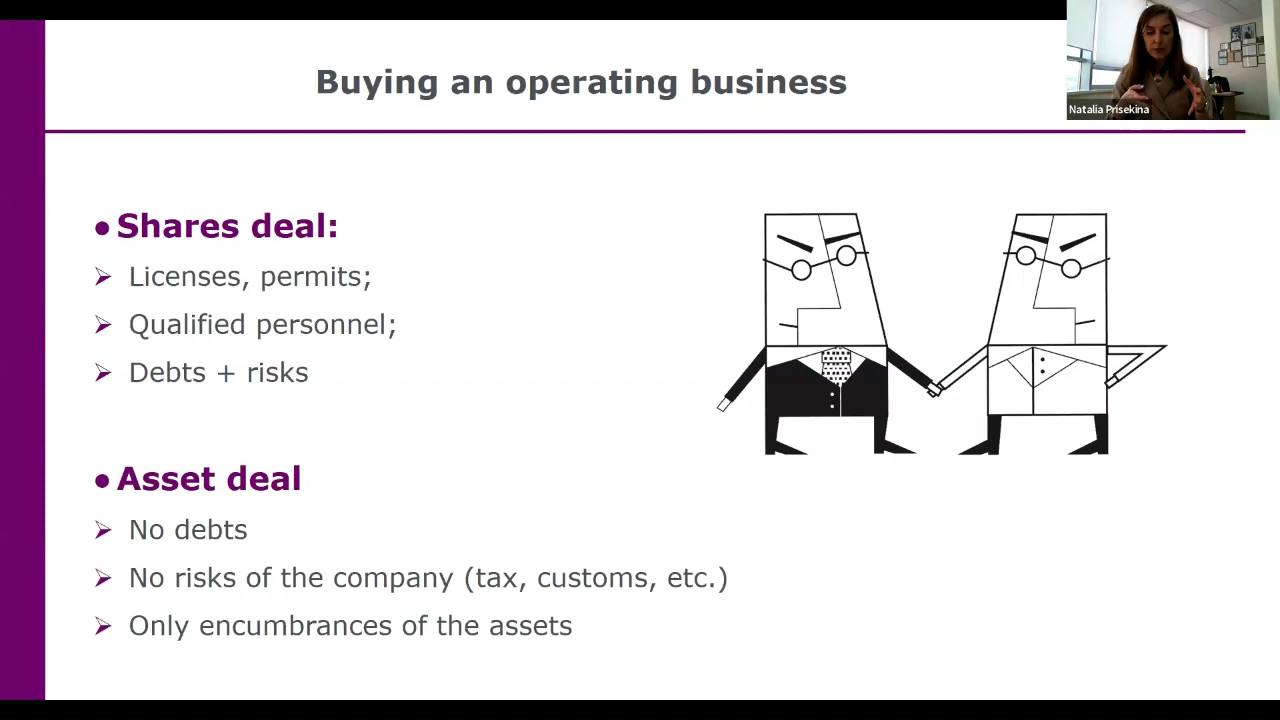 Buying an operating business
Natalia Prisekina
●Shares deal:
➢ Licenses, permits;
➢ Qualified personnel;
➢ Debts + risks
●Asset deal
➢ No debts
➢ No risks of the company (tax, customs, etc.)
➢ Only encumbrances of the assets